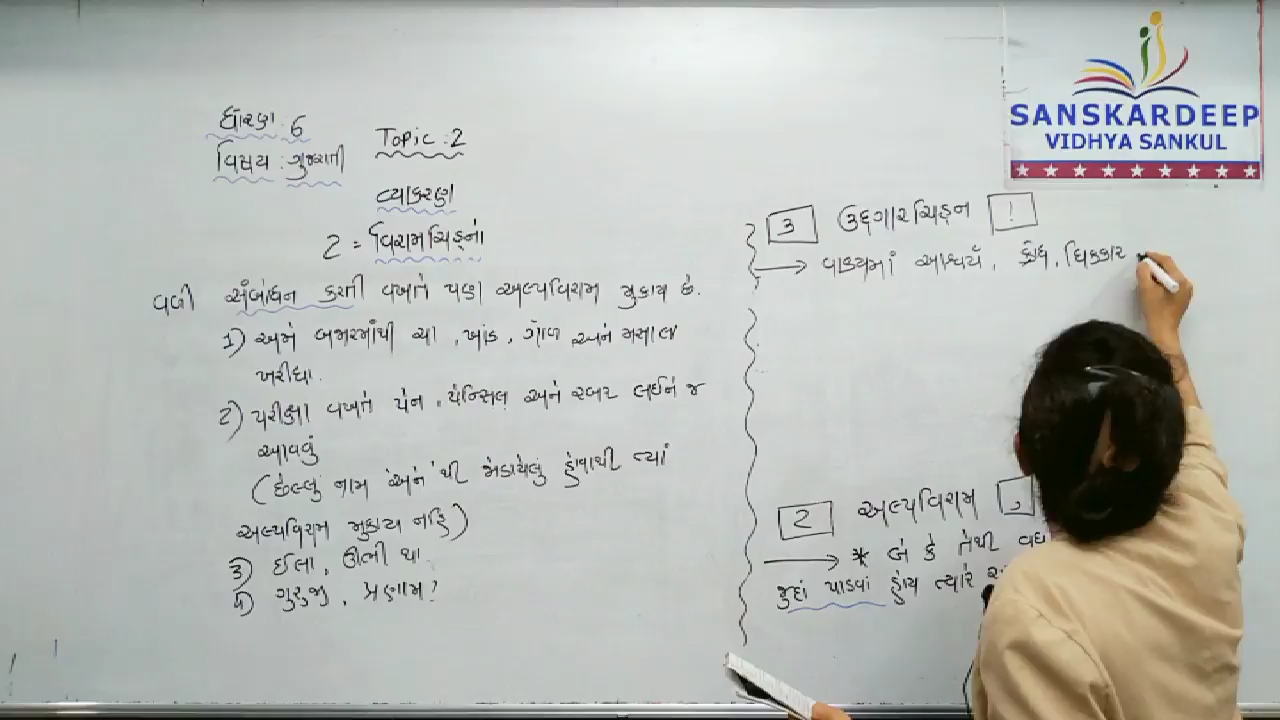 ધોરણ : 6
વિષય : ગુજરાતી
Topic : 2
વ્યાકરણ
2 = વિરામચિહ્નો
વળી સંબોધન કરતી વખતે પણ અલ્પવિરામ મુકાય છે.
1) અમે બજારમાંથી ચા , ખાંડ , ગોળ અને મસાલા
ખરીદ્યા .
2) પરીક્ષા વખતે પેન , પેન્સિલ અને રબર લઈને જ
આવવું
(છેલ્લુ નામ 'અને' થી જોડાયેલું હોવાથી ત્યાં
અલ્પવિરામ મુકાય નહિ)
3) ઈલા , ઊભી થા .
4) ગુરુજી , પ્રણામ ?
3 ઉદ્દગારચિહ્ન !
→ વાક્યમાં આશ્ચર્ય , ક્રોધ , ધિક્કાર
2 અલ્પવિરામ ,
→ * બે કે તેથી વધા
જુદાં પાડવાં હોય ત્યારે
SANSKARDEEP
VIDHYA SANKUL